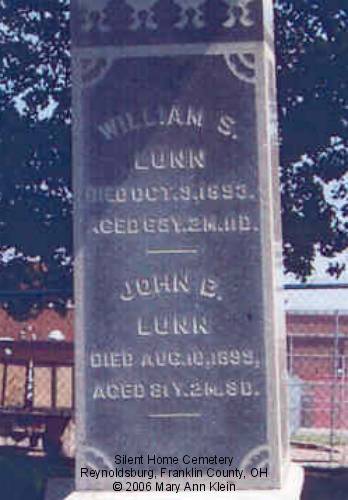 WILLIAM S.
LUNN
DIED OCT. 9, 1893.
AGED 65Y. 2M. 11D.
JOHN
LUNN
DIED AUG. 10, 1899,
AGED 81Y. 2M. 8D.
Silent Home Cemetery
Reynoldsburg, Franklin County, OH
© 2006 Mary Ann Klein